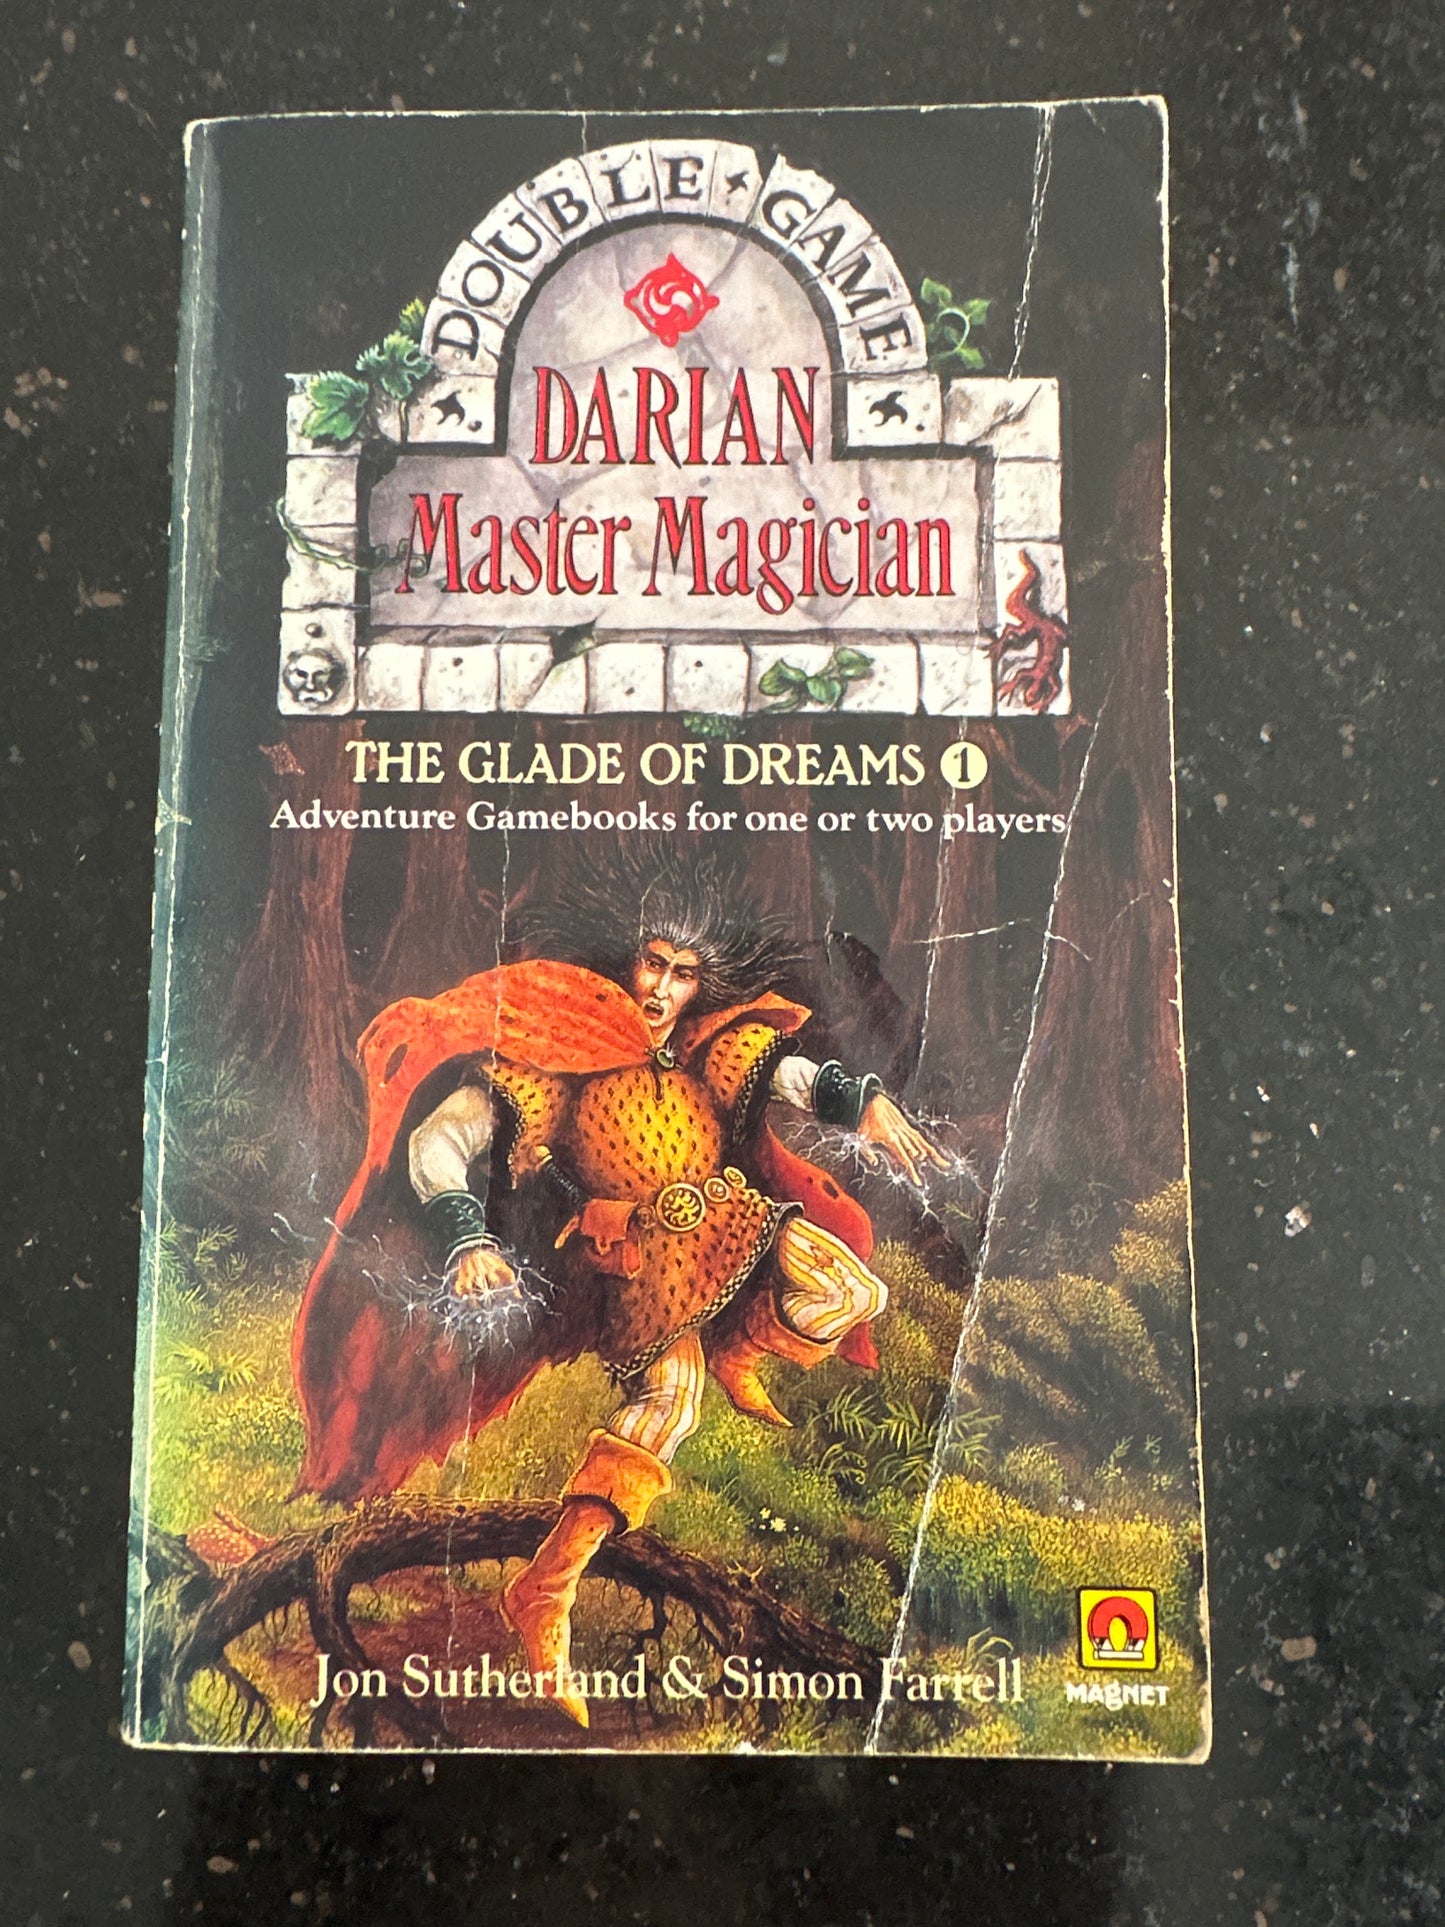 DOUBLE GAME
DARIAN
Master Magician
THE GLADE OF DREAMS 1
Adventure Gamebooks for one or two players
Jon Sutherland & Simon Farrell
MAGNET